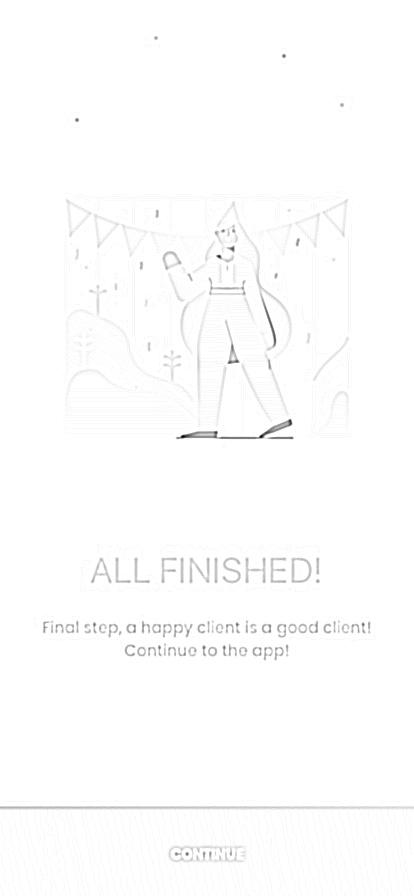 ALL FINISHED!
Final step, a happy client is a good client!
Continue to the app!
CONTINUE